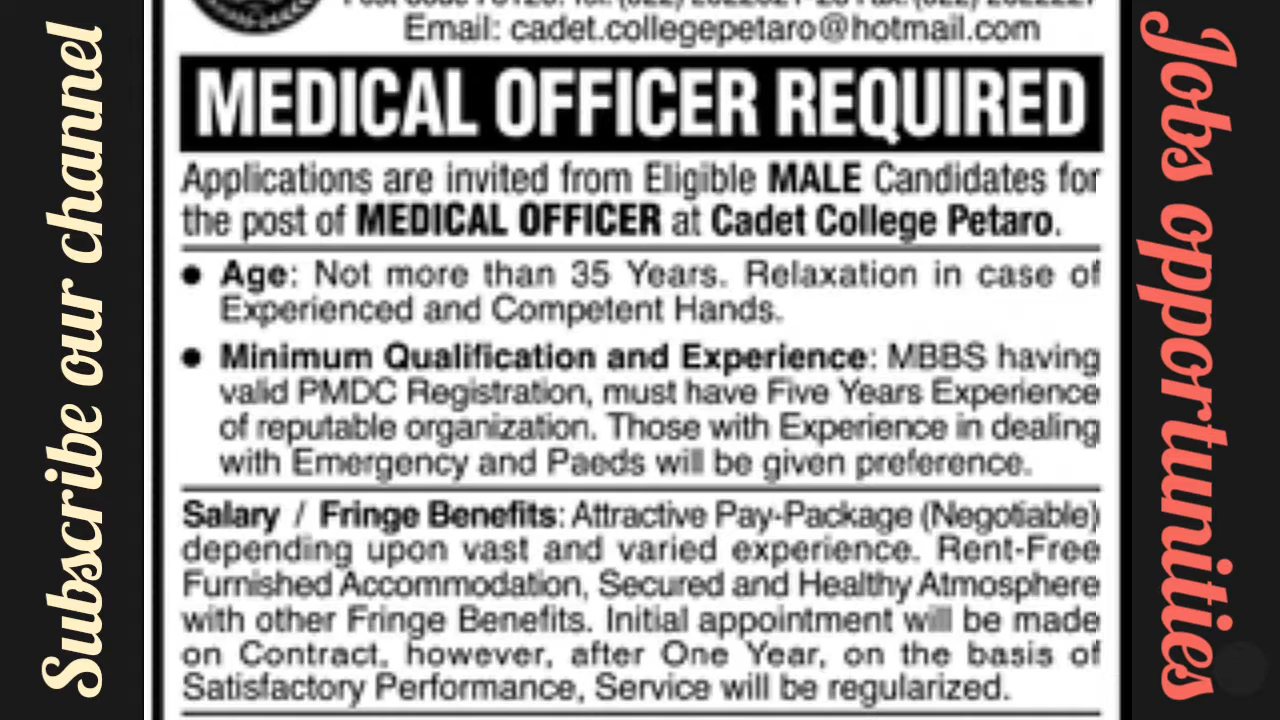 Email: cadet.collegepetaro@hotmail.com
MEDICAL OFFICER REQUIRED
Applications are invited from Eligible MALE Candidates for
the post of MEDICAL OFFICER at Cadet College Petaro.
● Age: Not more than 35 Years. Relaxation in case of
Experienced and Competent Hands.
● Minimum Qualification and Experience: MBBS having
valid PMDC Registration, must have Five Years Experience
of reputable organization. Those with Experience in dealing
with Emergency and Paeds will be given preference.
Salary / Fringe Benefits: Attractive Pay-Package (Negotiable)
depending upon vast and varied experience. Rent-Free
Furnished Accommodation, Secured and Healthy Atmosphere
with other Fringe Benefits. Initial appointment will be made
on Contract, however, after One Year, on the basis of
Satisfactory Performance, Service will be regularized.
Subscribe our channel
Jobs opportunities